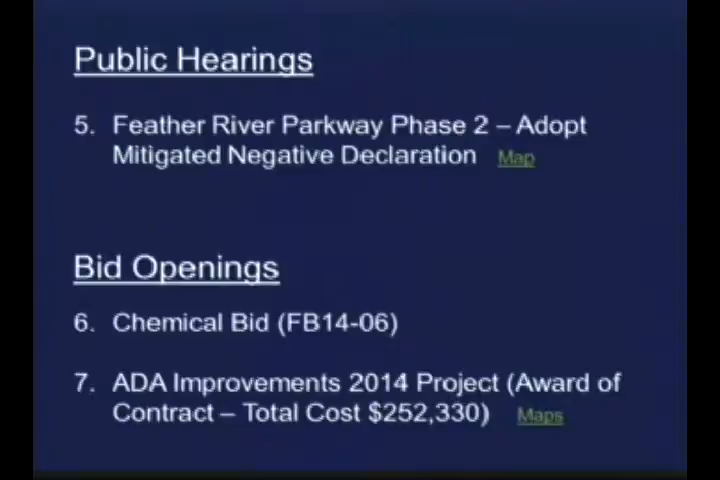 Public Hearings
5. Feather River Parkway Phase 2 – Adopt
Mitigated Negative Declaration Map
Bid Openings
6. Chemical Bid (FB14-06)
7. ADA Improvements 2014 Project (Award of
Contract – Total Cost $252,330) Maps